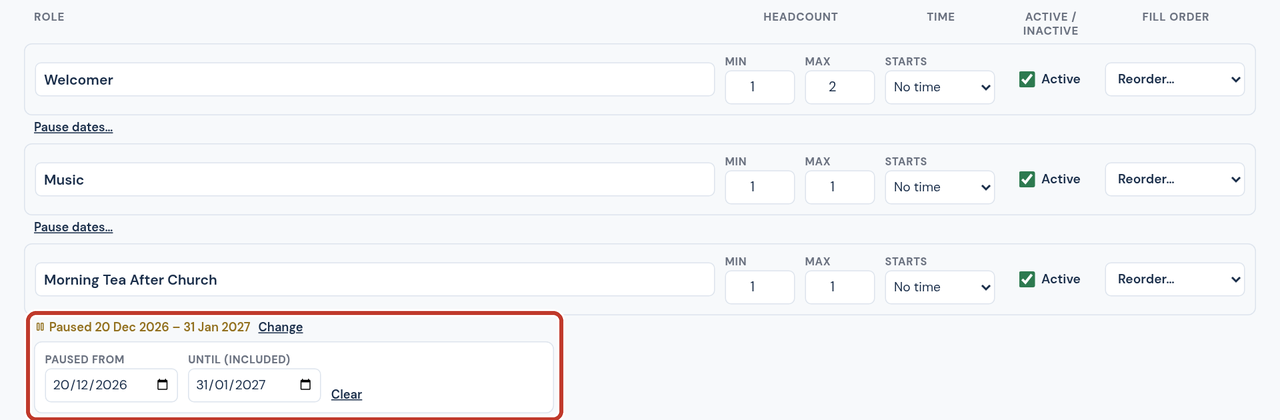 ROLE HEADCOUNT TIME ACTIVE / INACTIVE FILL ORDER
MIN MAX STARTS
Welcomer 1 2 No time Active Reorder...
Pause dates...
MIN MAX STARTS
Music 1 1 No time Active Reorder...
Pause dates...
MIN MAX STARTS
Morning Tea After Church 1 1 No time Active Reorder...
Paused 20 Dec 2026 – 31 Jan 2027 Change
PAUSED FROM UNTIL (INCLUDED)
20/12/2026 31/01/2027 Clear